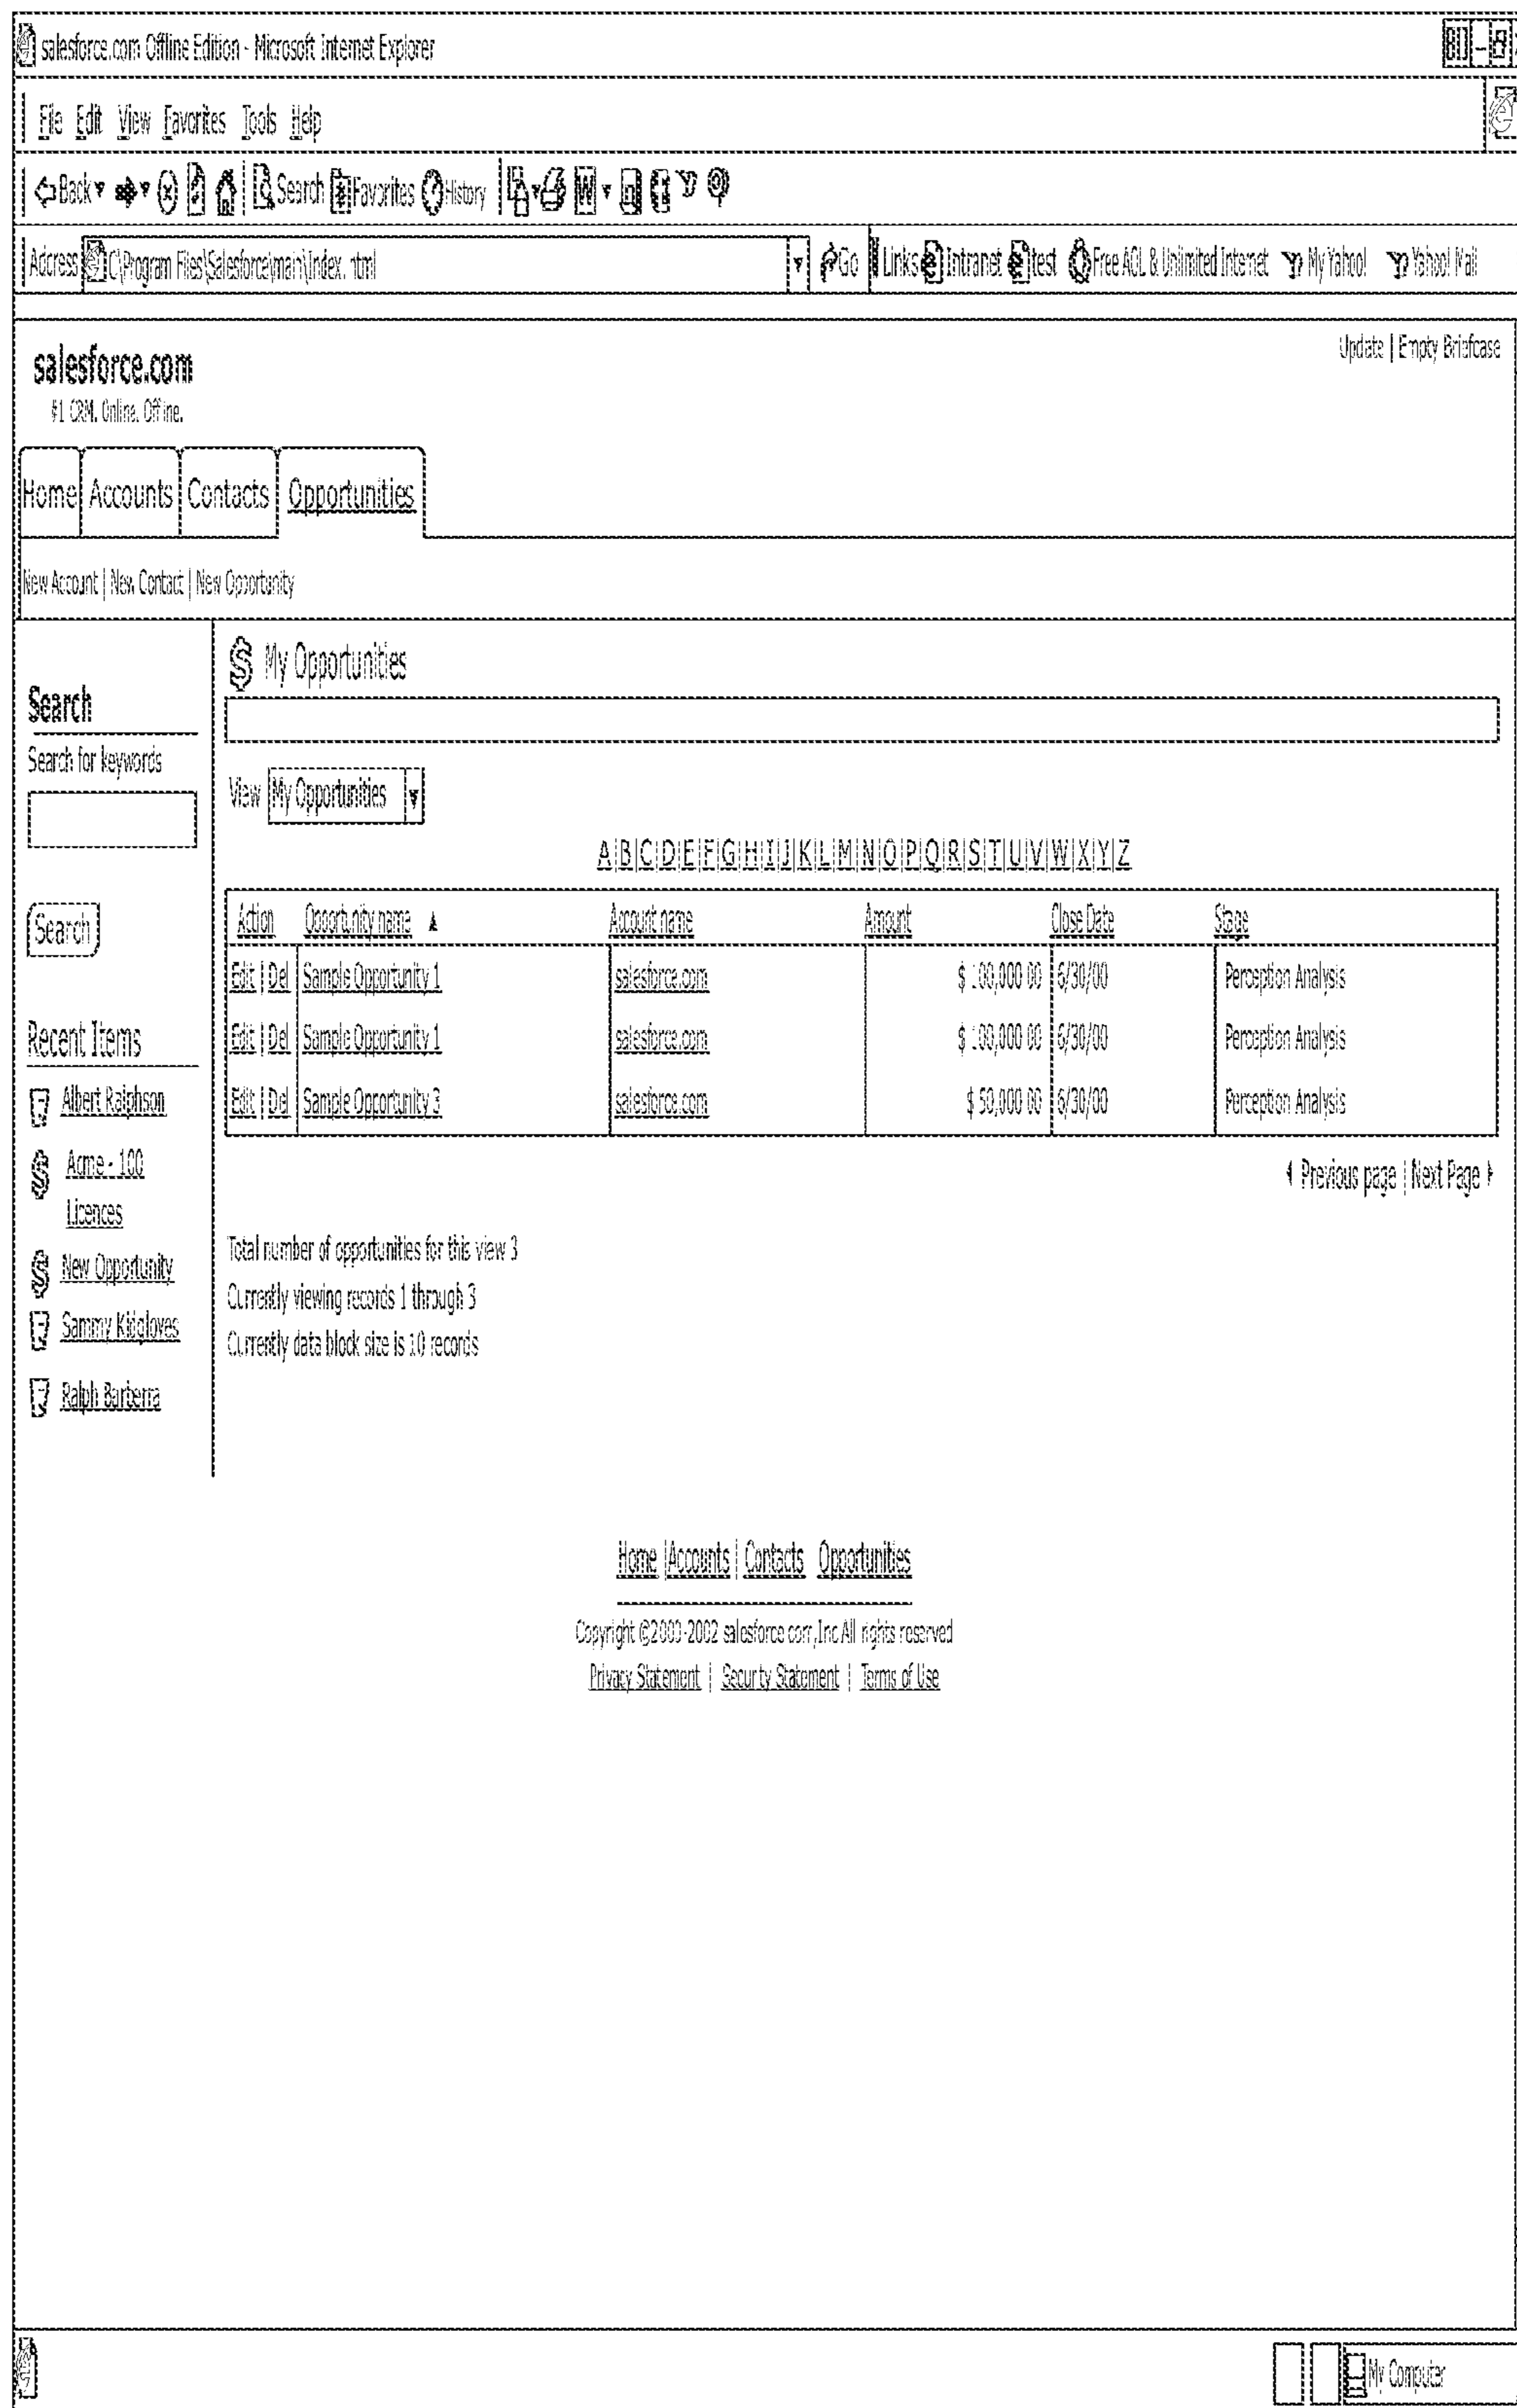 salesforce.com Offline Edition - Microsoft Internet Explorer
File Edit View Favorites Tools Help
Back Search Favorites History W
Address C:\Program Files\Salesforce\main\Index. html Go Links Intranet test Free AOL & Unlimited Internet My Yahoo! Yahoo! Mail
Update | Empty Briefcase
salesforce.com
#1 CRM. Online. Offline.
Home Accounts Contacts Opportunities
New Account | New Contact | New Opportunity
$ My Opportunities
Search
Search for keywords
View My Opportunities
A|B|C|D|E|F|G|H|I|J|K|L|M|N|O|P|Q|R|S|T|U|V|W|X|Y|Z
Search
Action Opportunity name ▲ Account name Amount Close Date Stage
Edit | Del Sample Opportunity 1 salesforce.com $ 100,000 00 6/30/00 Perception Analysis
Edit | Del Sample Opportunity 1 salesforce.com $ 100,000 00 6/30/00 Perception Analysis
Edit | Del Sample Opportunity 3 salesforce.com $ 50,000 00 6/30/00 Perception Analysis
Previous page | Next Page
Recent Items
Albert Ralphson
$ Acme - 100
Licences
$ New Opportunity
Sammy Kidgloves
Ralph Barberra
Total number of opportunities for this view 3
Currently viewing records 1 through 3
Currently data block size is 10 records
Home |Accounts | Contacts Opportunities
Copyright ©2000-2002 salesforce com,Inc All rights reserved
Privacy Statement | Security Statement | Terms of Use
My Computer